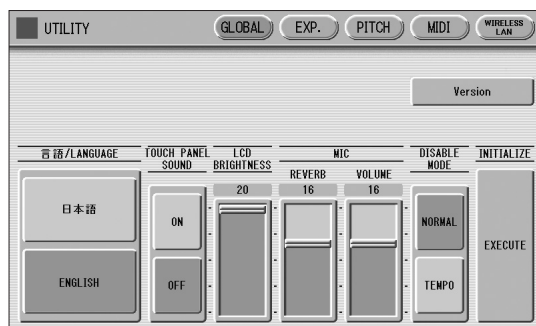 UTILITY
GLOBAL
EXP.
PITCH
MIDI
WIRELESS
LAN
Version
言語/LANGUAGE
TOUCH PANEL
SOUND
LCD
BRIGHTNESS
MIC
DISABLE
MODE
INITIALIZE
REVERB
VOLUME
20
16
16
日本語
ON
NORMAL
EXECUTE
ENGLISH
OFF
TEMPO